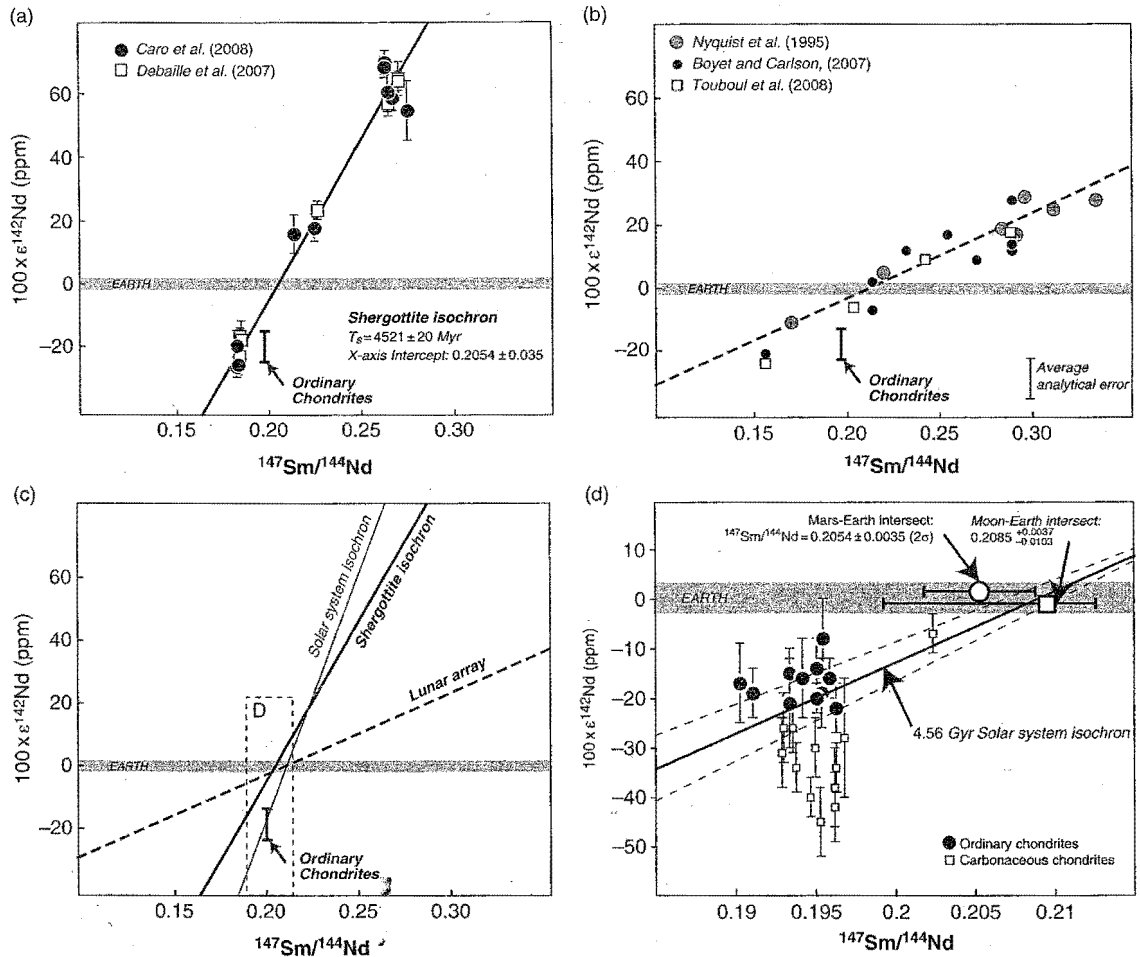 (a)
Caro et al. (2008)
Debaille et al. (2007)
100 x ε¹⁴²Nd (ppm)
60
40
20
0
−20
EARTH
Shergottite isochron
Tₛ=4521±20 Myr
X-axis Intercept: 0.2054±0.035
Ordinary
Chondrites
0.15 0.20 0.25 0.30
¹⁴⁷Sm/¹⁴⁴Nd
(b)
Nyquist et al. (1995)
Boyet and Carlson, (2007)
Touboul et al. (2008)
100 x ε¹⁴²Nd (ppm)
60
40
20
0
−20
EARTH
Ordinary
Chondrites
Average
analytical error
0.15 0.20 0.25 0.30
¹⁴⁷Sm/¹⁴⁴Nd
(c)
100 x ε¹⁴²Nd (ppm)
80
60
40
20
0
−20
Solar system isochron
Shergottite isochron
Lunar array
D
EARTH
Ordinary
Chondrites
0.15 0.20 0.25 0.30
¹⁴⁷Sm/¹⁴⁴Nd
(d)
100 x ε¹⁴²Nd (ppm)
10
0
−10
−20
−30
−40
−50
Mars-Earth intersect:
¹⁴⁷Sm/¹⁴⁴Nd=0.2054±0.0035 (2σ)
Moon-Earth intersect:
0.2085 +0.0037
−0.0103
EARTH
4.56 Gyr Solar system isochron
Ordinary chondrites
Carbonaceous chondrites
0.19 0.195 0.2 0.205 0.21
¹⁴⁷Sm/¹⁴⁴Nd